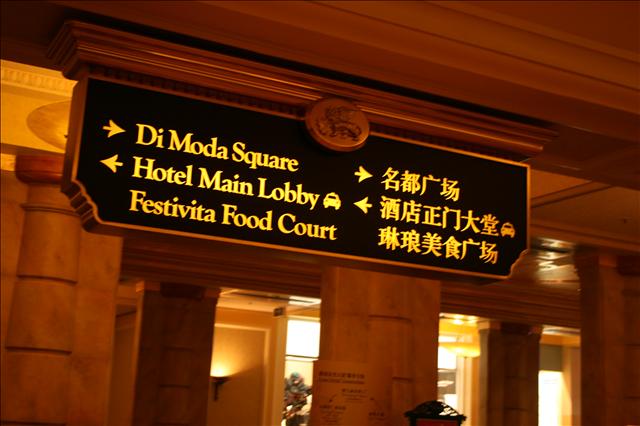 Di Moda Square
Hotel Main Lobby
Festivita Food Court
名都广场
酒店正门大堂
琳琅美食广场